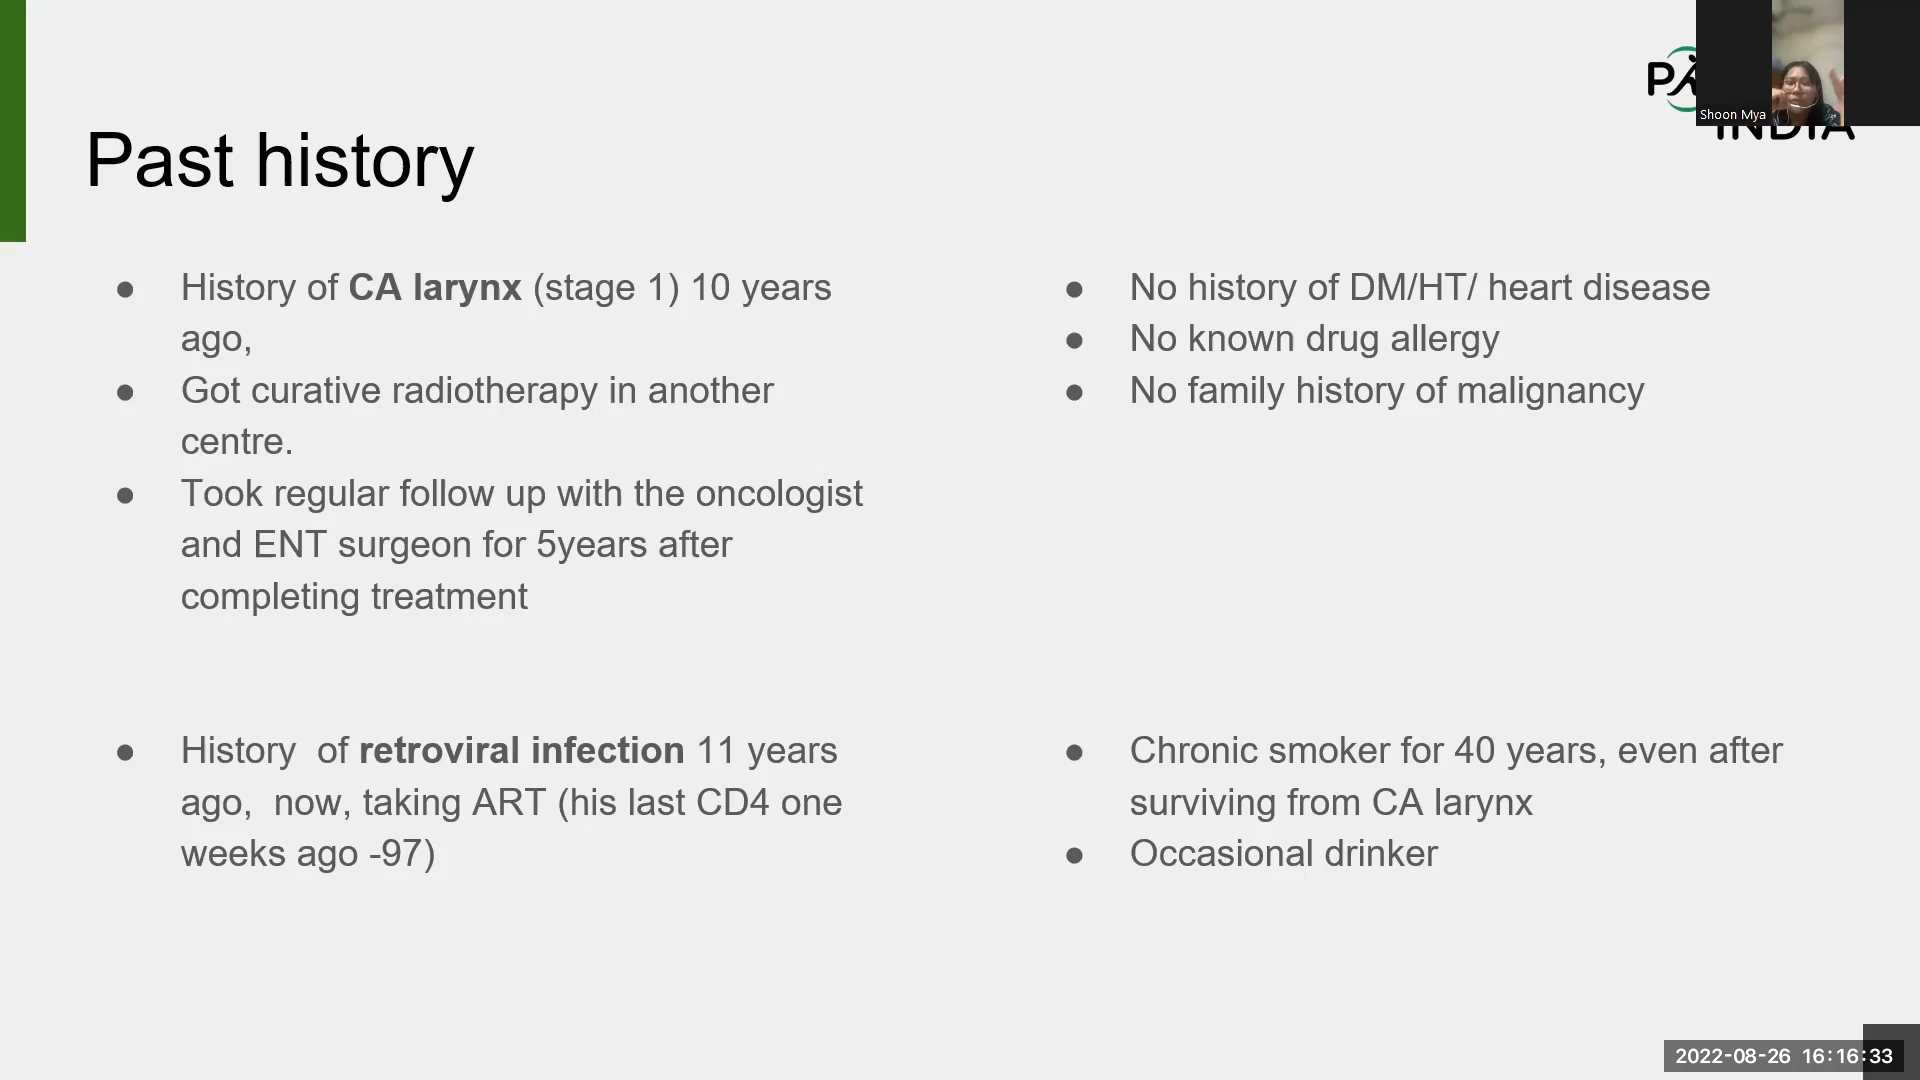 Past history
● History of CA larynx (stage 1) 10 years
ago,
● Got curative radiotherapy in another
centre.
● Took regular follow up with the oncologist
and ENT surgeon for 5years after
completing treatment
● History  of retroviral infection 11 years
ago,  now, taking ART (his last CD4 one
weeks ago -97)
● No history of DM/HT/ heart disease
● No known drug allergy
● No family history of malignancy
● Chronic smoker for 40 years, even after
surviving from CA larynx
● Occasional drinker
INDIA
Shoon Mya
2022-08-26 16:16:33